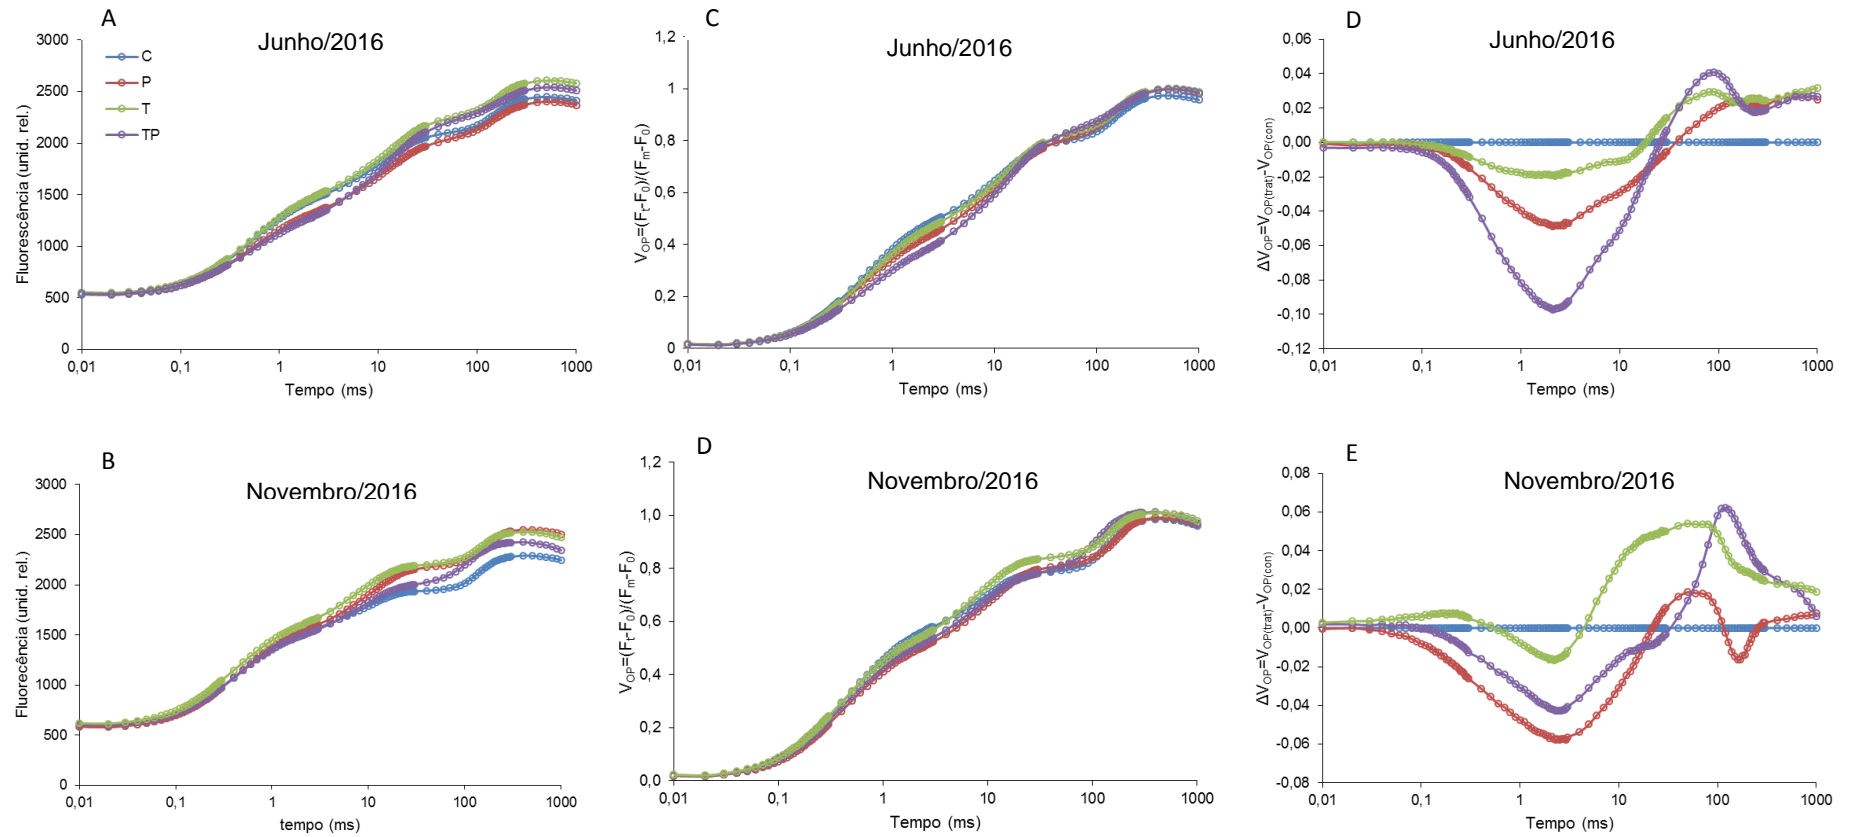 A
Junho/2016
3000
2500
2000
1500
1000
500
0
C
P
T
TP
Fluorescência (unid. rel.)
0,01
0,1
1
10
100
1000
Tempo (ms)
C
Junho/2016
1,2
1
0,8
0,6
0,4
0,2
0
V_OP=(F_t-F_0)/(F_m-F_0)
0,01
0,1
1
10
100
1000
Tempo (ms)
D
Junho/2016
0,06
0,04
0,02
0,00
-0,02
-0,04
-0,06
-0,08
-0,10
-0,12
ΔV_OP=V_OP(trat)-V_OP(con)
0,01
0,1
1
10
100
1000
Tempo (ms)
B
Novembro/2016
3000
2500
2000
1500
1000
500
0
Fluorecência (unid. rel.)
0,01
0,1
1
10
100
1000
tempo (ms)
D
Novembro/2016
1,2
1,0
0,8
0,6
0,4
0,2
0,0
V_OP=(F_t-F_0)/(F_m-F_0)
0,01
0,1
1
10
100
1000
Tempo (ms)
E
Novembro/2016
0,08
0,06
0,04
0,02
0,00
-0,02
-0,04
-0,06
-0,08
ΔV_OP=V_OP(trat)-V_OP(con)
0,01
0,1
1
10
100
1000
Tempo (ms)